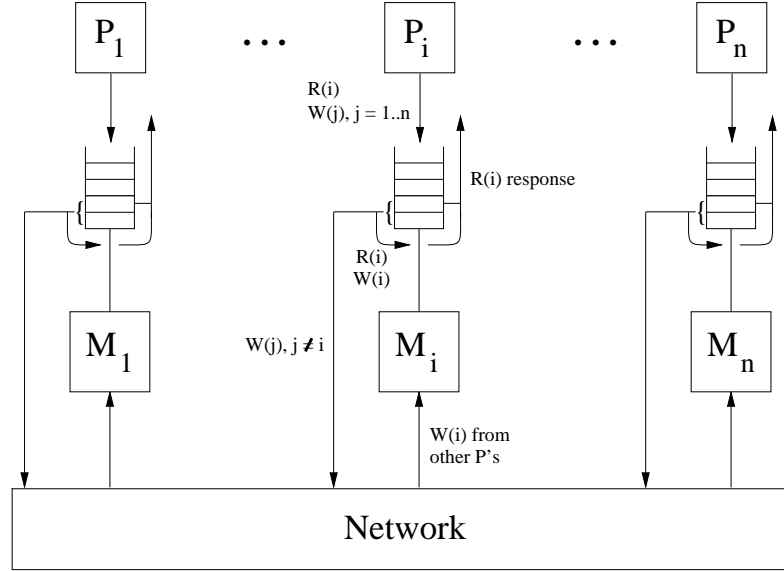 P1 ... Pi ... Pn
R(i)
W(j), j = 1..n
R(i) response
{ { {
R(i)
W(i)
W(j), j ≠ i
M1 Mi Mn
W(i) from
other P's
Network